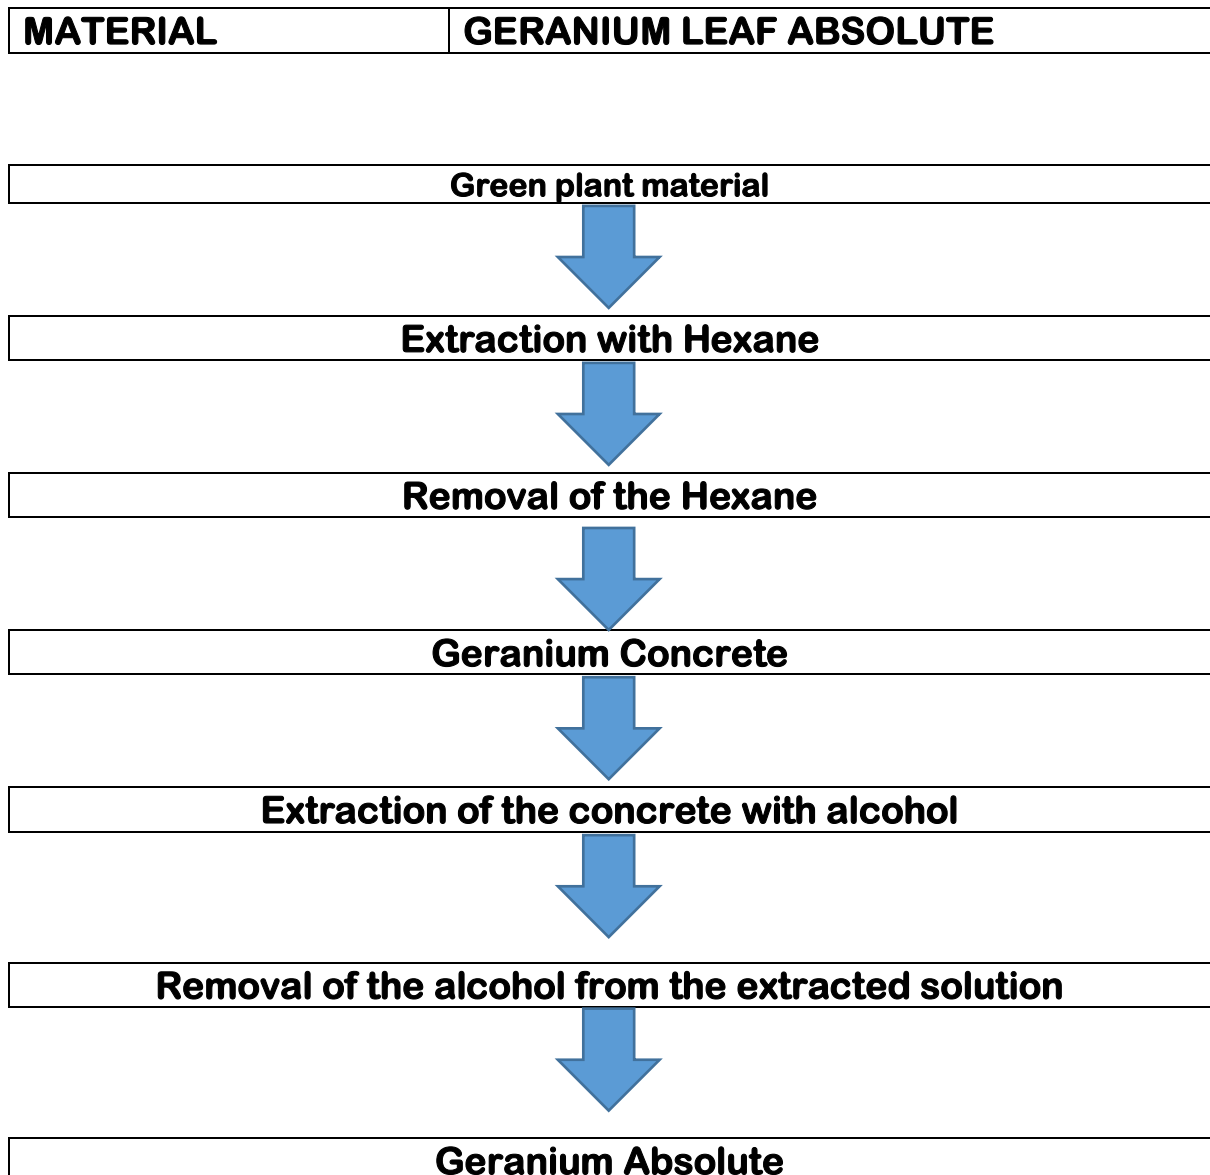 MATERIAL GERANIUM LEAF ABSOLUTE
Green plant material
Extraction with Hexane
Removal of the Hexane
Geranium Concrete
Extraction of the concrete with alcohol
Removal of the alcohol from the extracted solution
Geranium Absolute